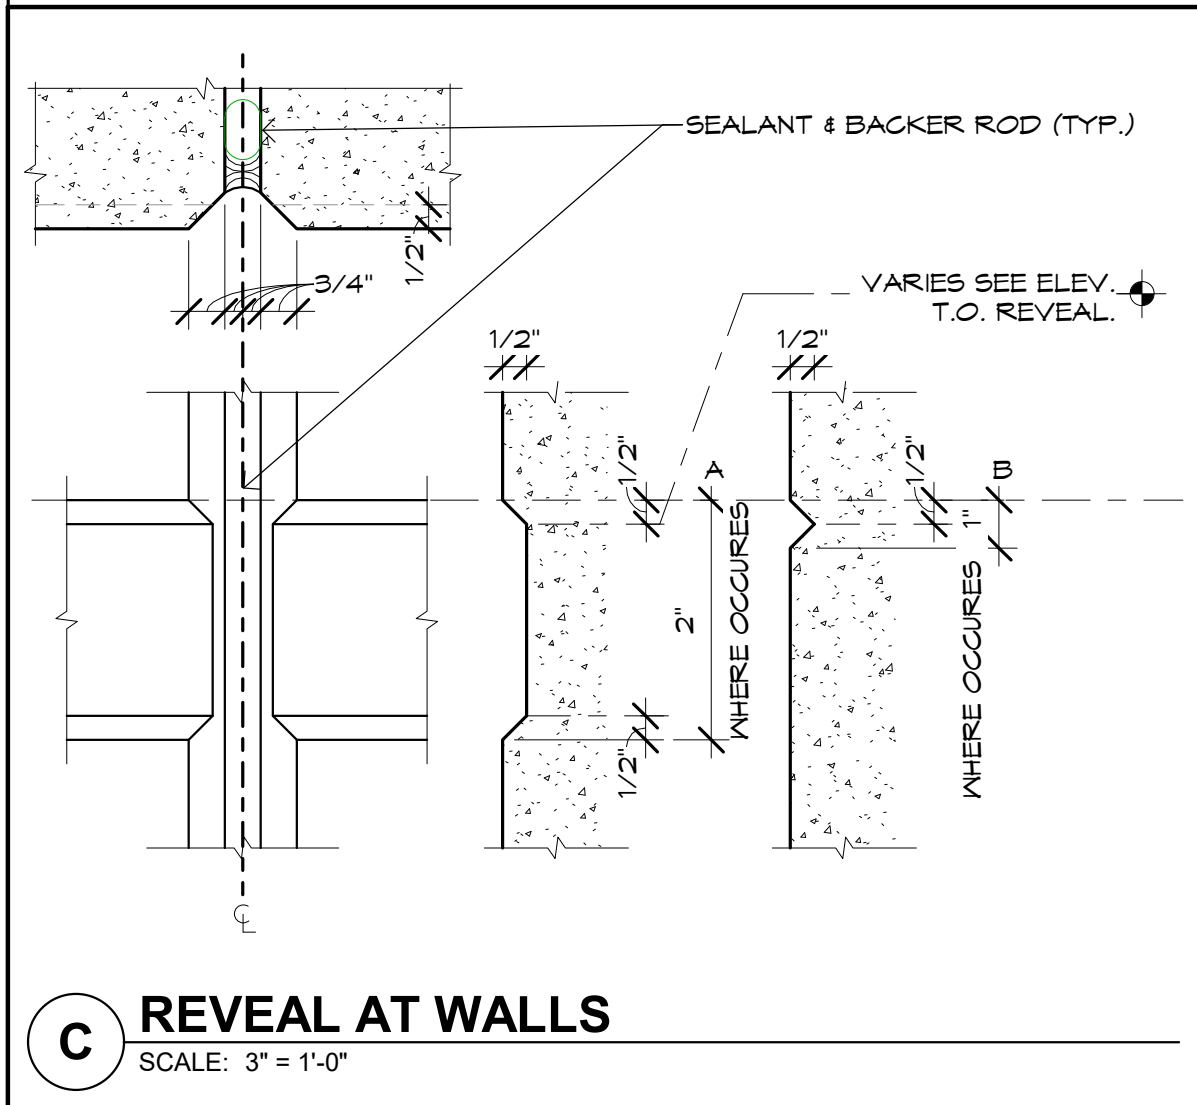 SEALANT & BACKER ROD (TYP.)
1/2"
3/4"
VARIES SEE ELEV.
T.O. REVEAL.
1/2"
1/2"
1/2"
A
1/2"
B
1"
WHERE OCCURES
2"
WHERE OCCURES
1/2"
℄
C
REVEAL AT WALLS
SCALE: 3" = 1'-0"